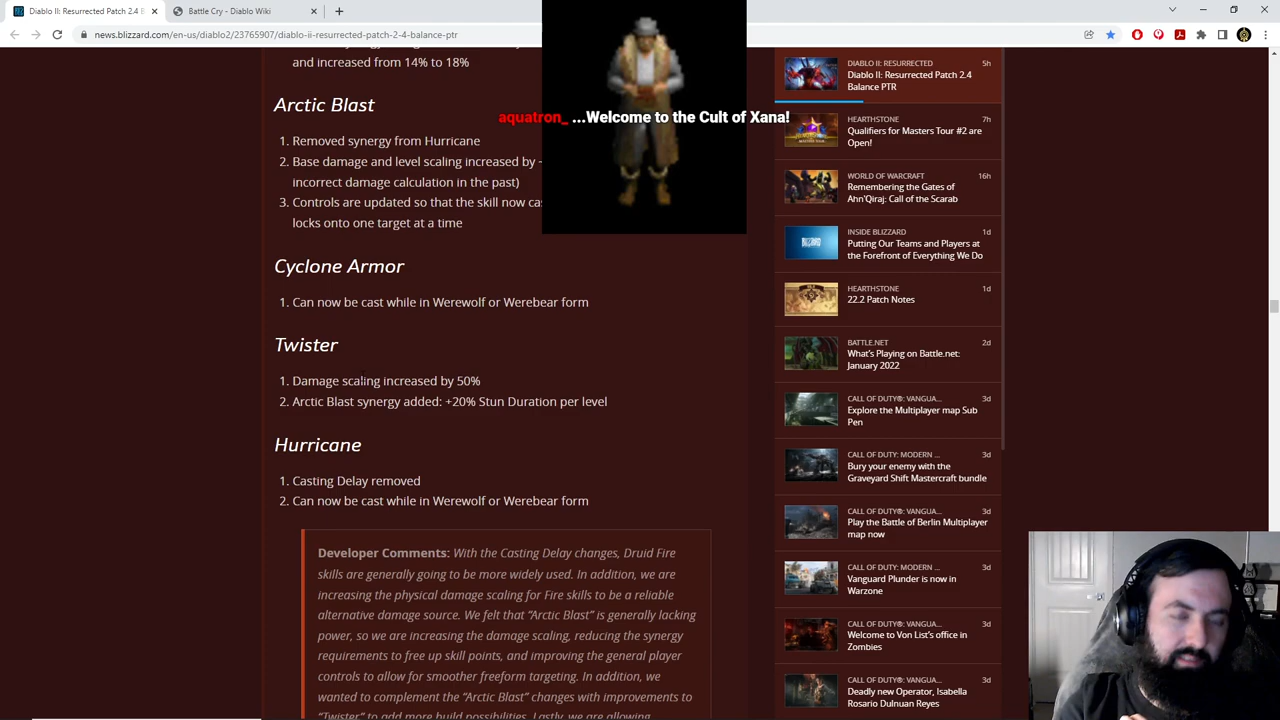 Diablo II: Resurrected Patch 2.4 B
Battle Cry - Diablo Wiki
news.blizzard.com/en-us/diablo2/23765907/diablo-ii-resurrected-patch-2-4-balance-ptr
and increased from 14% to 18%
Arctic Blast
1. Removed synergy from Hurricane
2. Base damage and level scaling increased by
incorrect damage calculation in the past)
3. Controls are updated so that the skill now cas
locks onto one target at a time
Cyclone Armor
1. Can now be cast while in Werewolf or Werebear form
Twister
1. Damage scaling increased by 50%
2. Arctic Blast synergy added: +20% Stun Duration per level
Hurricane
1. Casting Delay removed
2. Can now be cast while in Werewolf or Werebear form
Developer Comments: With the Casting Delay changes, Druid Fire
skills are generally going to be more widely used. In addition, we are
increasing the physical damage scaling for Fire skills to be a reliable
alternative damage source. We felt that “Arctic Blast” is generally lacking
power, so we are increasing the damage scaling, reducing the synergy
requirements to free up skill points, and improving the general player
controls to allow for smoother freeform targeting. In addition, we
wanted to complement the “Arctic Blast” changes with improvements to
“Twister” to add more build possibilities. Lastly, we are allowing
aquatron_ ...Welcome to the Cult of Xana!
DIABLO II: RESURRECTED 5h
Diablo II: Resurrected Patch 2.4
Balance PTR
HEARTHSTONE 7h
Qualifiers for Masters Tour #2 are
Open!
WORLD OF WARCRAFT 16h
Remembering the Gates of
Ahn'Qiraj: Call of the Scarab
INSIDE BLIZZARD 1d
Putting Our Teams and Players at
the Forefront of Everything We Do
HEARTHSTONE 1d
22.2 Patch Notes
BATTLE.NET 2d
What's Playing on Battle.net:
January 2022
CALL OF DUTY®: VANGUA... 3d
Explore the Multiplayer map Sub
Pen
CALL OF DUTY: MODERN ... 3d
Bury your enemy with the
Graveyard Shift Mastercraft bundle
CALL OF DUTY®: VANGUA... 3d
Play the Battle of Berlin Multiplayer
map now
CALL OF DUTY: MODERN ... 3d
Vanguard Plunder is now in
Warzone
CALL OF DUTY®: VANGUA... 3d
Welcome to Von List's office in
Zombies
CALL OF DUTY®: VANGUA... 3d
Deadly new Operator, Isabella
Rosario Dulnuan Reyes